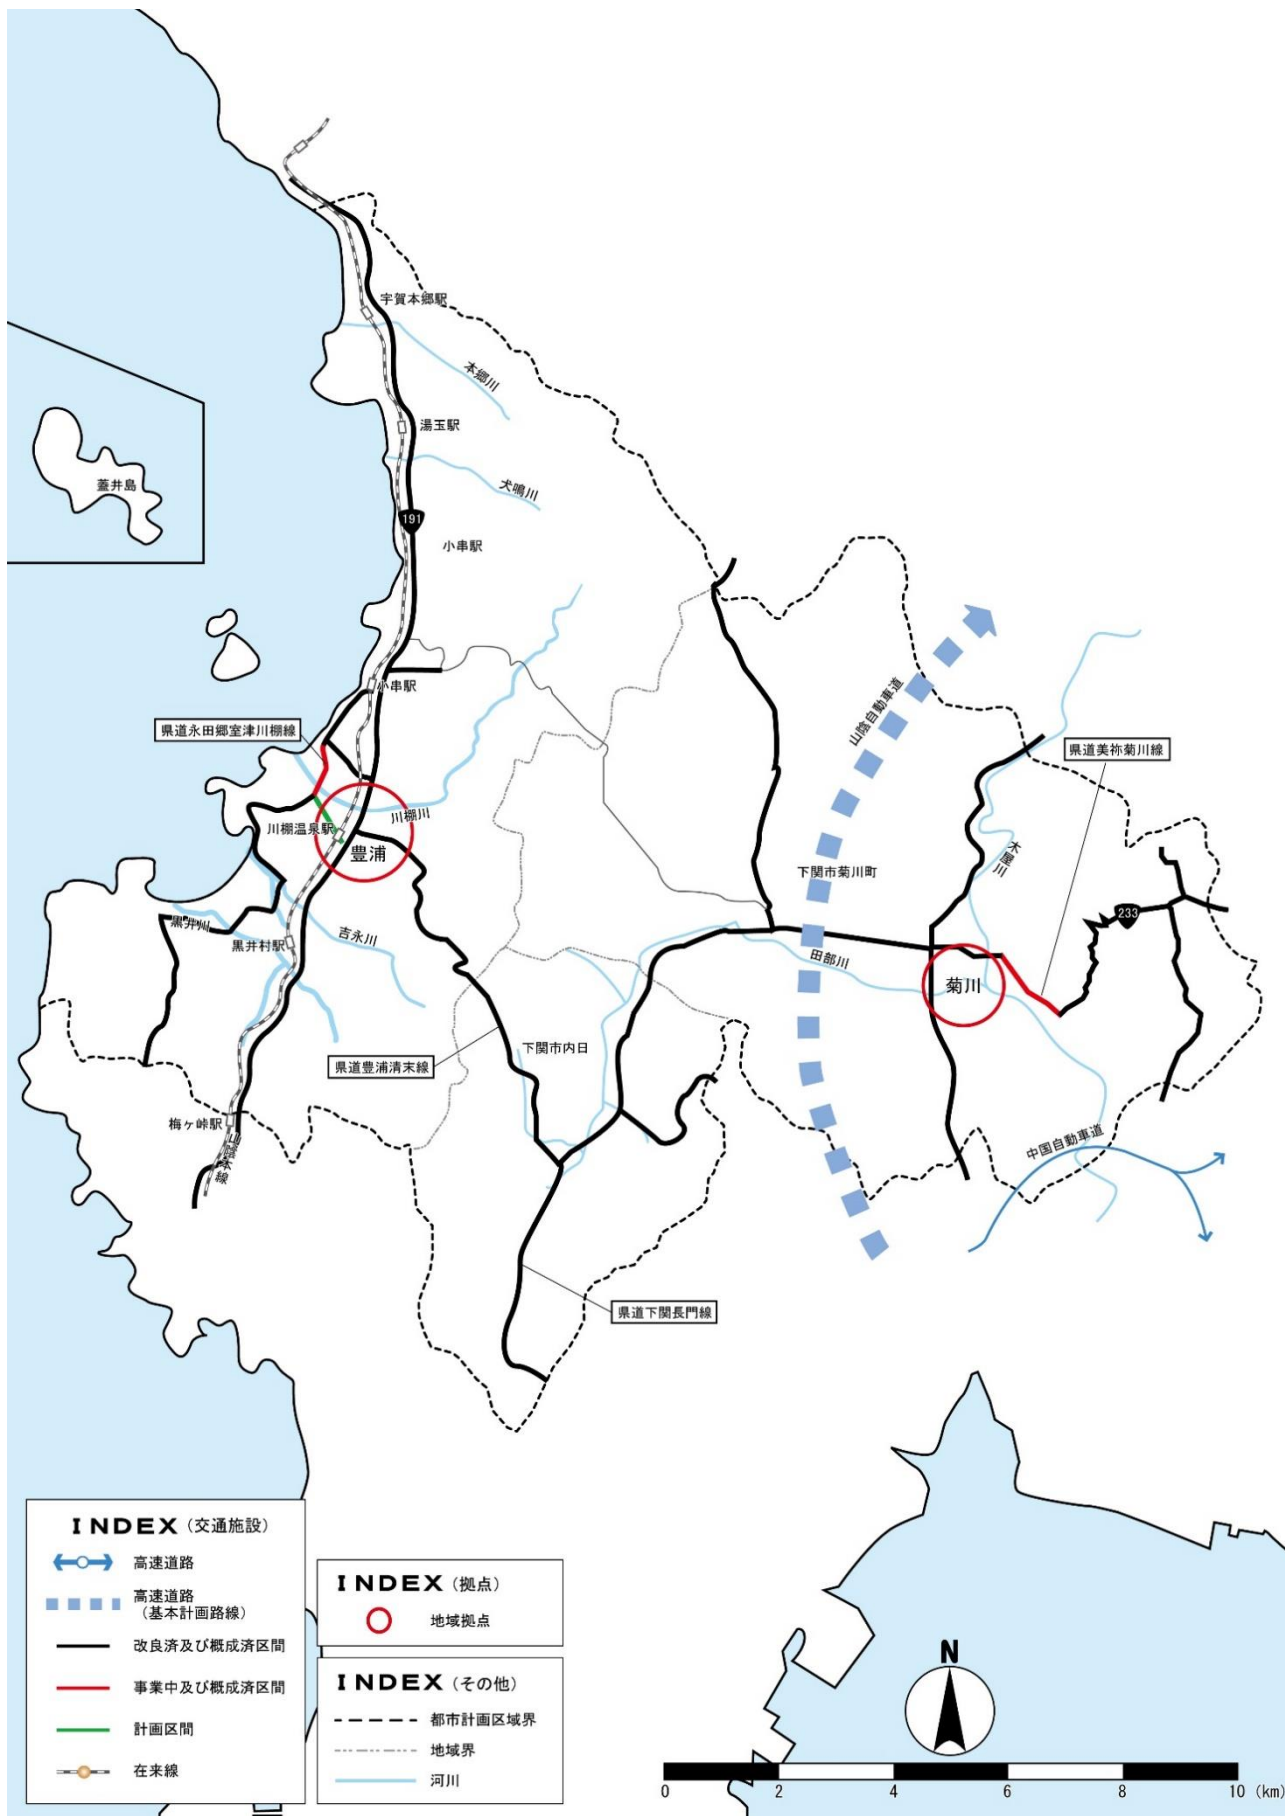 宇賀本郷駅
本郷川
湯玉駅
犬鳴川
蓋井島
191
小串駅
小串駅
山陰自動車道
県道永田郷室津川棚線
県道美祢菊川線
川棚川
川棚温泉駅
豊浦
木屋川
下関市菊川町
233
黒井川
吉永川
黒井村駅
田部川
菊川
下関市内日
県道豊浦清末線
梅ヶ峠駅
山陰本線
中国自動車道
県道下関長門線
INDEX(交通施設)
高速道路
高速道路
(基本計画路線)
改良済及び概成済区間
事業中及び概成済区間
計画区間
在来線
INDEX(拠点)
地域拠点
INDEX(その他)
都市計画区域界
地域界
河川
N
0 2 4 6 8 10 (km)